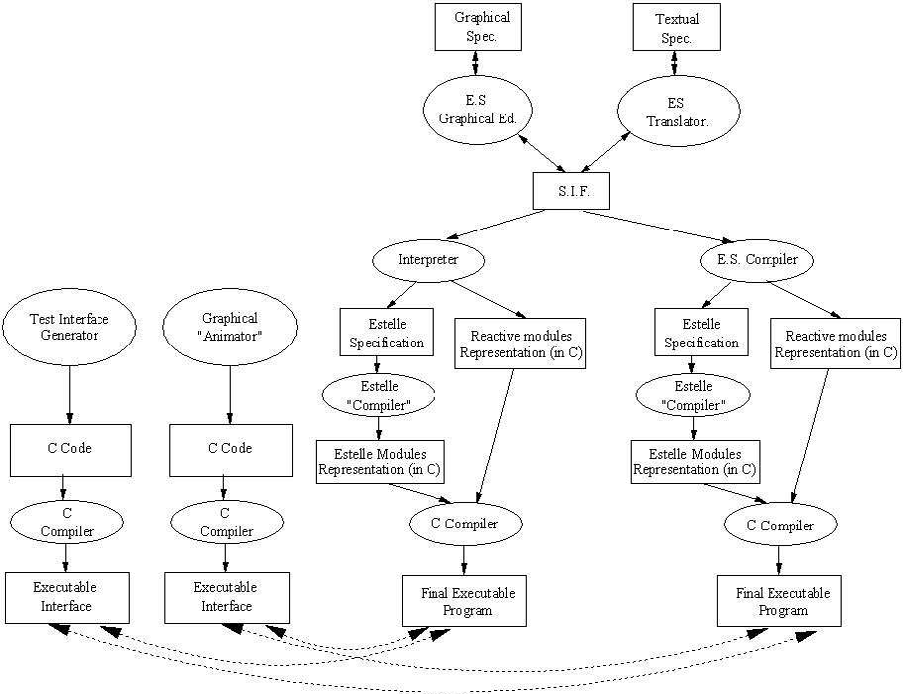 Graphical
Spec.
Textual
Spec.
E.S
Graphical Ed.
ES
Translator.
S.I.F.
Interpreter
E.S. Compiler
Test Interface
Generator
Graphical
"Animator"
Estelle
Specification
Reactive modules
Representation (in C)
Estelle
Specification
Reactive modules
Representation (in C)
Estelle
"Compiler"
Estelle
"Compiler"
C Code
C Code
Estelle Modules
Representation (in C)
Estelle Modules
Representation (in C)
C
Compiler
C
Compiler
C Compiler
C Compiler
Executable
Interface
Executable
Interface
Final Executable
Program
Final Executable
Program